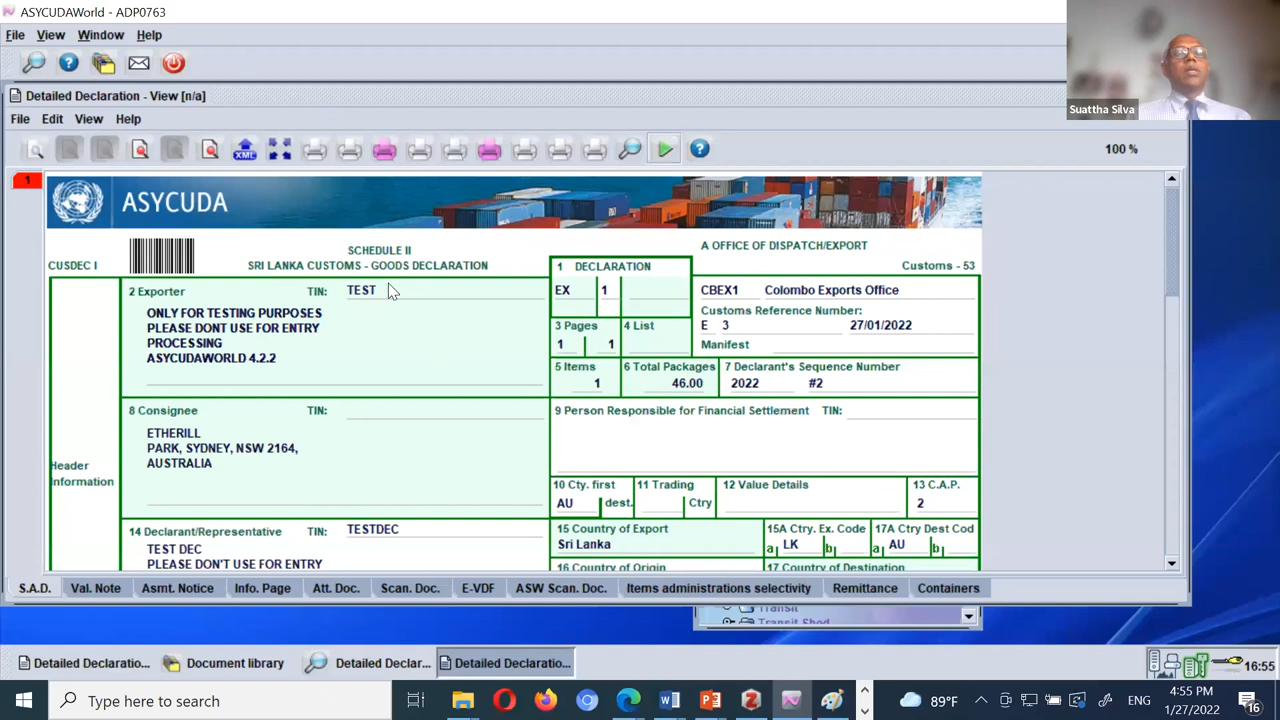 ASYCUDAWorld - ADP0763
File View Window Help
Suattha Silva
Detailed Declaration - View [n/a]
File Edit View Help
XML
100 %
1
ASYCUDA
SCHEDULE II
CUSDEC I
SRI LANKA CUSTOMS - GOODS DECLARATION
1 DECLARATION
EX 1
A OFFICE OF DISPATCH/EXPORT
Customs - 53
2 Exporter TIN: TEST
ONLY FOR TESTING PURPOSES
PLEASE DONT USE FOR ENTRY
PROCESSING
ASYCUDAWORLD 4.2.2
CBEX1 Colombo Exports Office
Customs Reference Number:
E 3 27/01/2022
Manifest
3 Pages 4 List
1 1
5 Items 6 Total Packages 7 Declarant's Sequence Number
1 46.00 2022 #2
8 Consignee TIN:
ETHERILL
PARK, SYDNEY, NSW 2164,
AUSTRALIA
9 Person Responsible for Financial Settlement TIN:
Header
Information
10 Cty. first 11 Trading 12 Value Details 13 C.A.P.
AU dest. Ctry 2
14 Declarant/Representative TIN: TESTDEC
TEST DEC
PLEASE DON'T USE FOR ENTRY
15 Country of Export 15A Ctry. Ex. Code 17A Ctry Dest Cod
Sri Lanka a LK b a AU b
16 Country of Origin 17 Country of Destination
S.A.D. Val. Note Asmt. Notice Info. Page Att. Doc. Scan. Doc. E-VDF ASW Scan. Doc. Items administrations selectivity Remittance Containers
Transit
Transit Shed
Detailed Declaratio... Document library Detailed Declar... Detailed Declaratio... 16:55
Type here to search
89°F
ENG
4:55 PM
1/27/2022
16